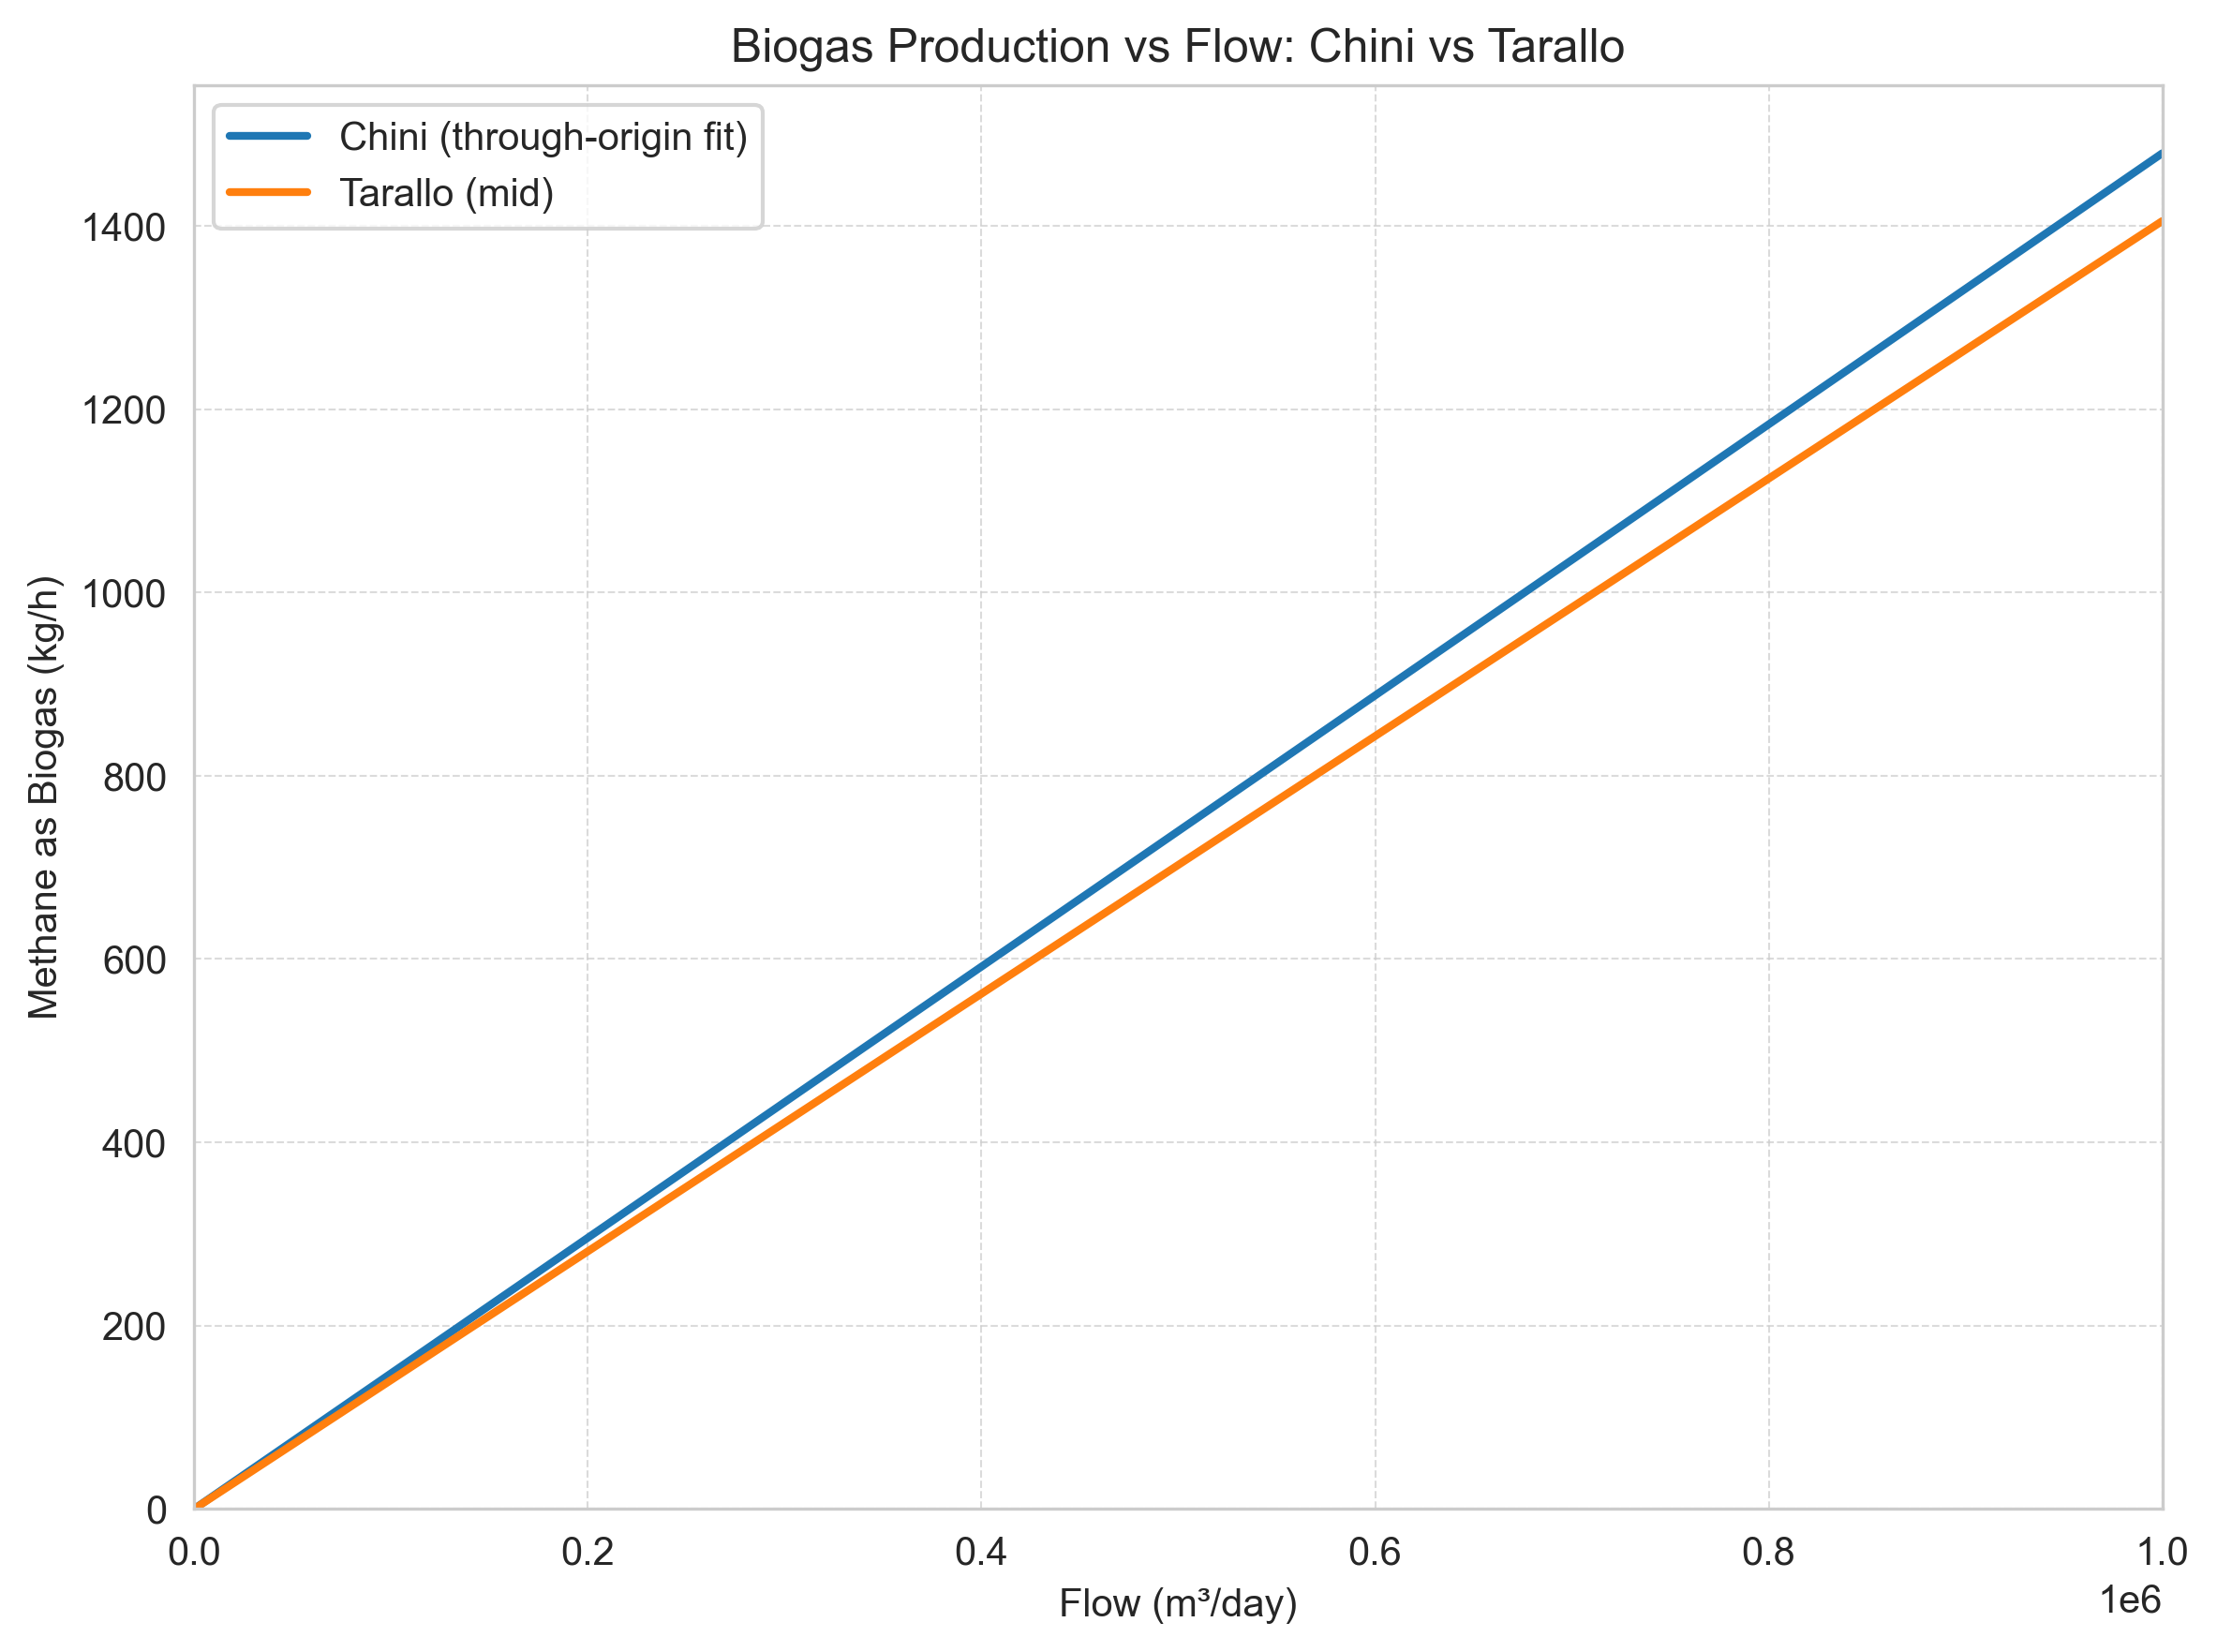 Biogas Production vs Flow: Chini vs Tarallo
Chini (through-origin fit)
Tarallo (mid)
Methane as Biogas (kg/h)
1400
1200
1000
800
600
400
200
0
0.0 0.2 0.4 0.6 0.8 1.0
1e6
Flow (m³/day)